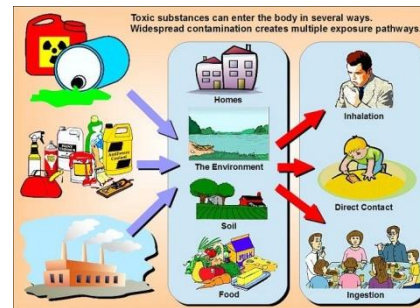 Toxic substances can enter the body in several ways.
Widespread contamination creates multiple exposure pathways.
Homes
Inhalation
The Environment
Direct Contact
Soil
Food
Ingestion